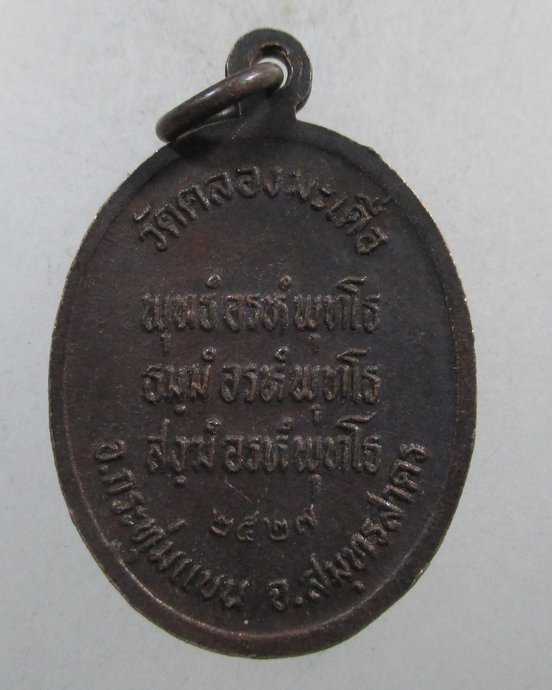 วัดคลองมะเดื่อ
พุทธํ อรหํ พุทโธ
ธมฺมํ อรหํ พุทโธ
สงฺฆํ อรหํ พุทโธ
๒๕๒๗
อ.กระทุ่มแบน จ.สมุทรสาคร